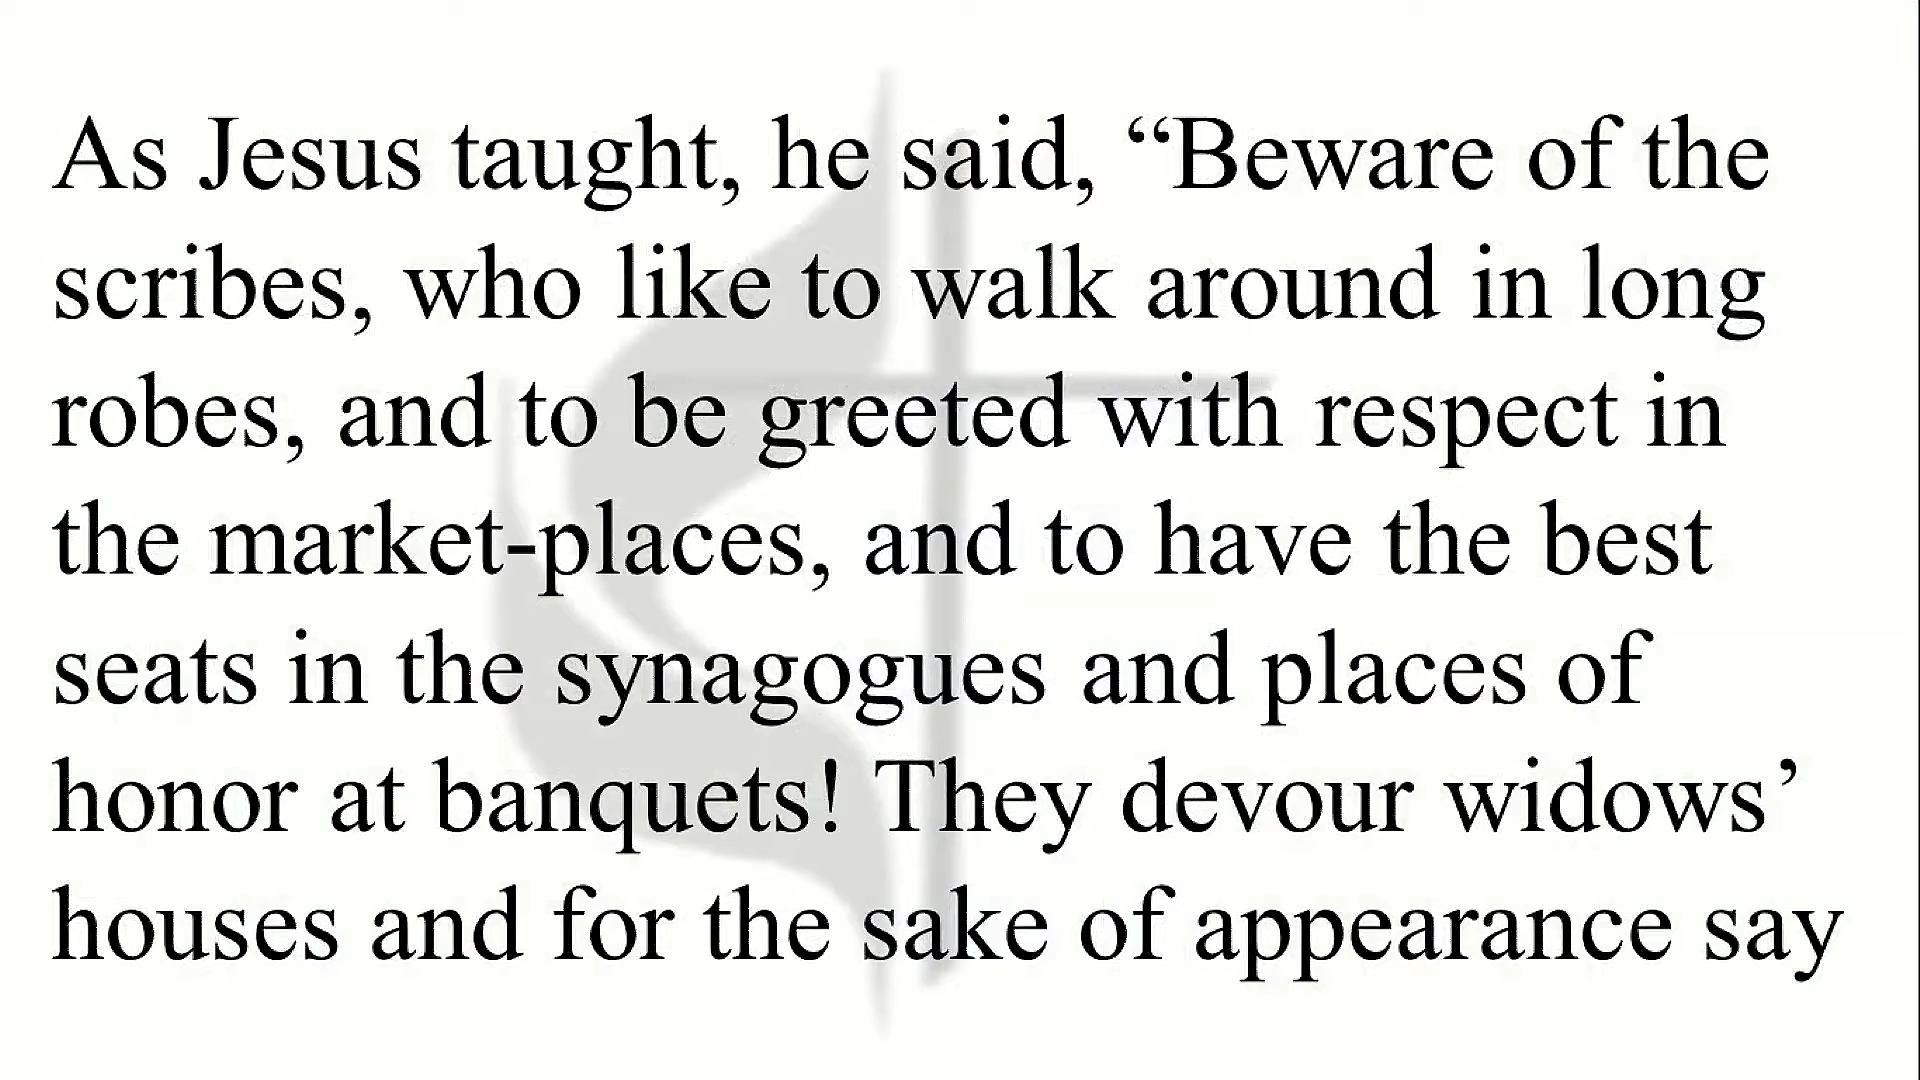 As Jesus taught, he said, “Beware of the
scribes, who like to walk around in long
robes, and to be greeted with respect in
the market-places, and to have the best
seats in the synagogues and places of
honor at banquets! They devour widows’
houses and for the sake of appearance say